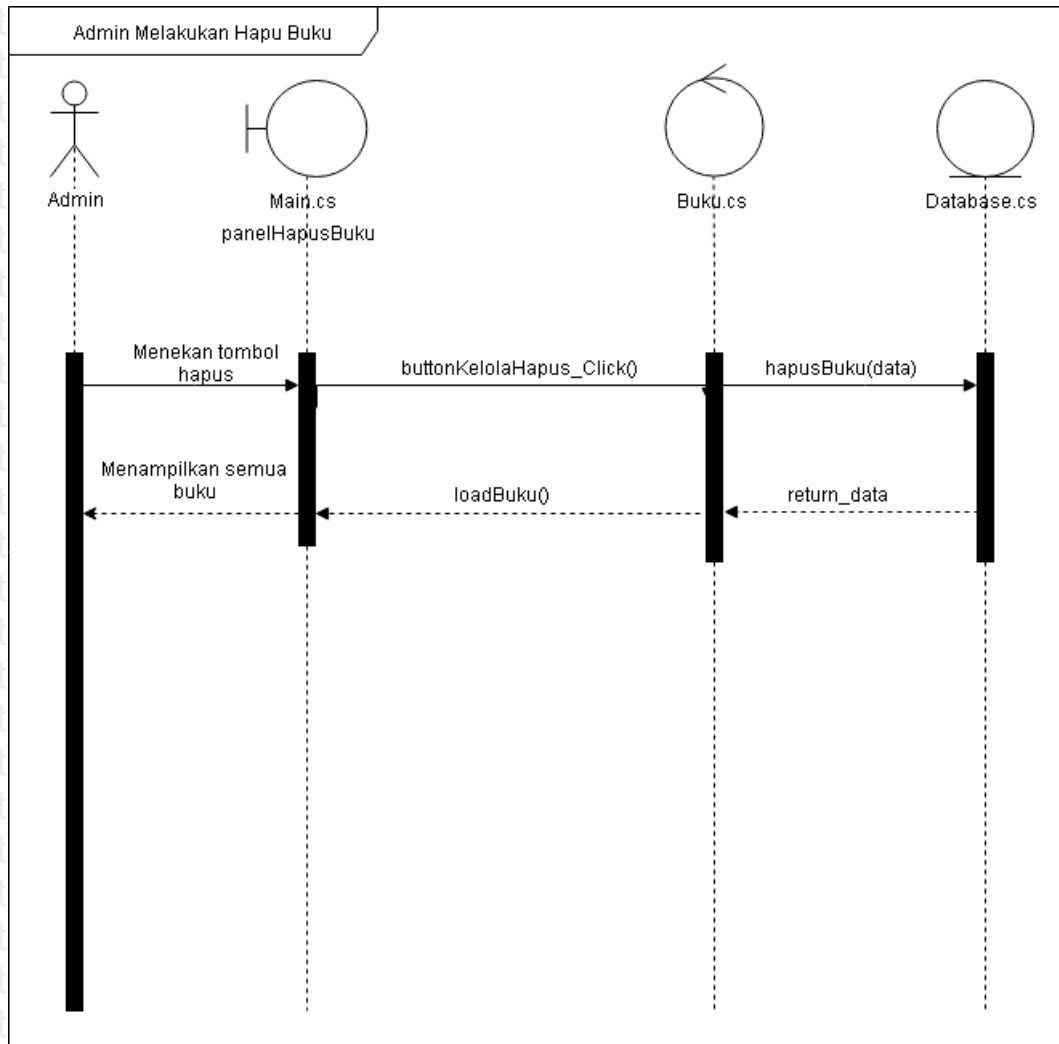 Admin Melakukan Hapu Buku
Admin
Main.cs
panelHapusBuku
Buku.cs
Database.cs
Menekan tombol
hapus
buttonKelolaHapus_Click()
hapusBuku(data)
Menampilkan semua
buku
loadBuku()
return_data